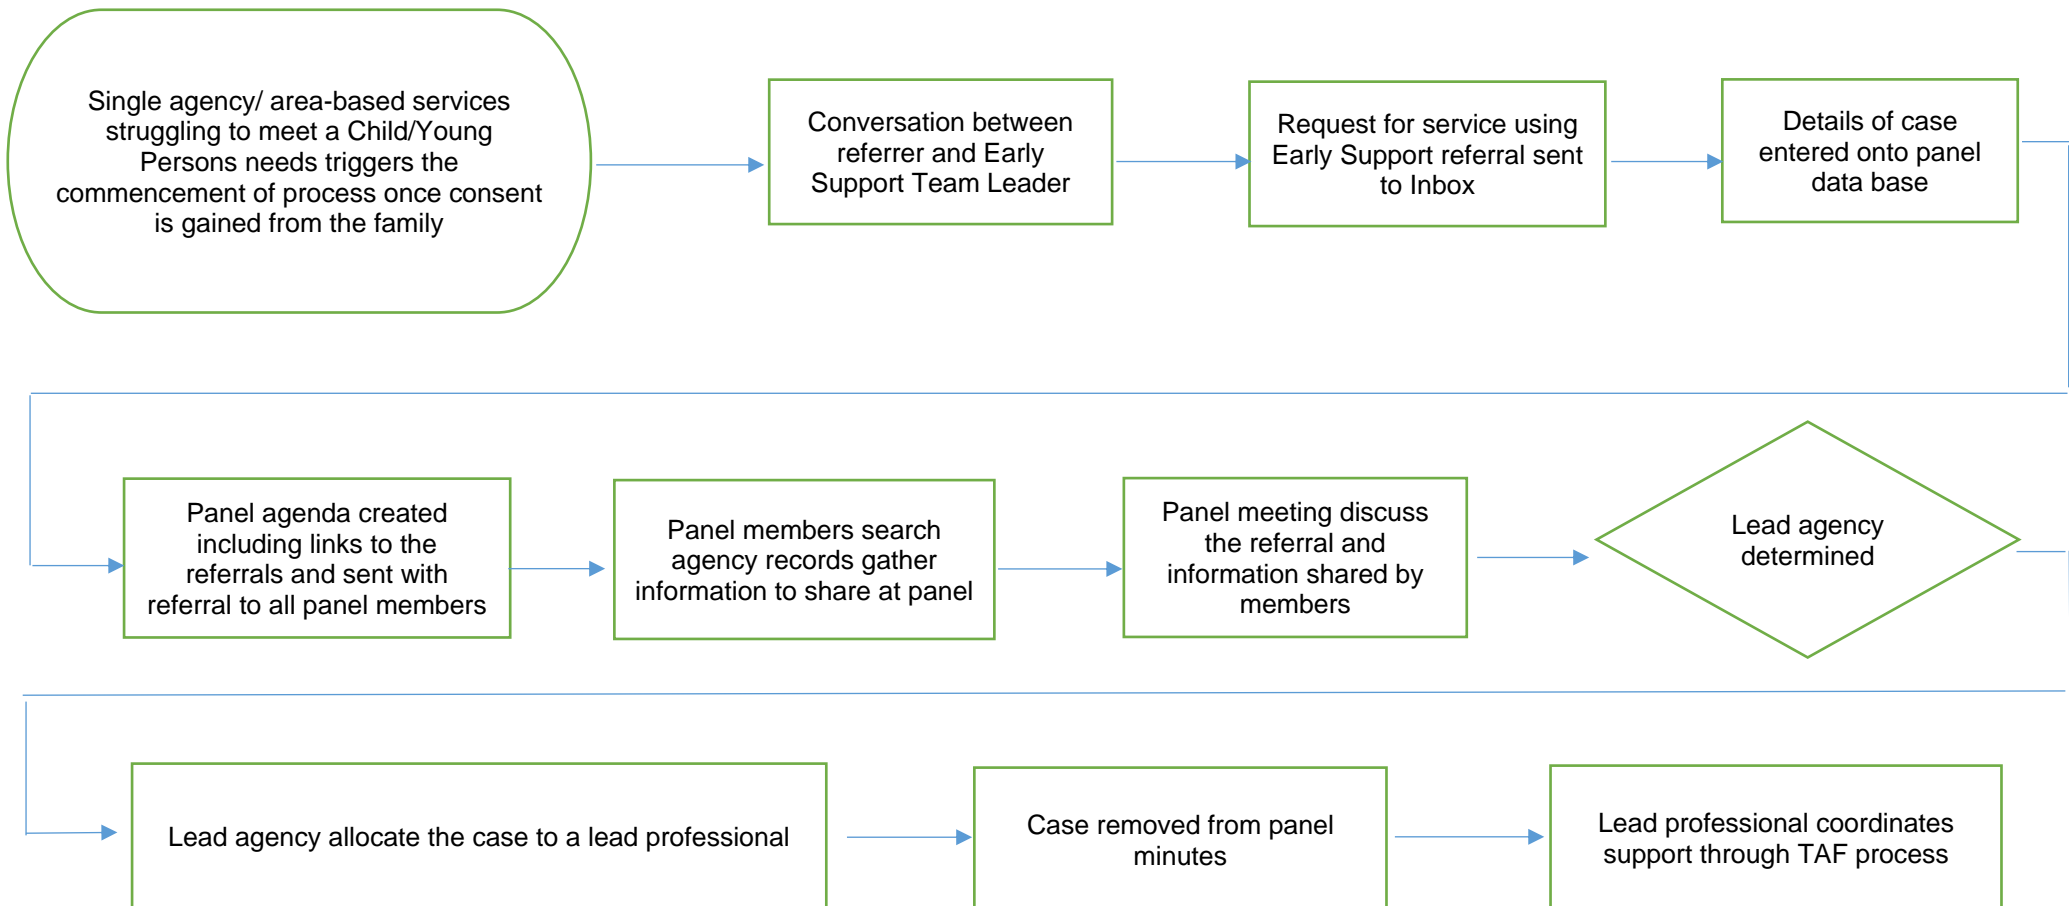 Single agency/ area-based services
struggling to meet a Child/Young
Persons needs triggers the
commencement of process once consent
is gained from the family
Conversation between
referrer and Early
Support Team Leader
Request for service using
Early Support referral sent
to Inbox
Details of case
entered onto panel
data base
Panel agenda created
including links to the
referrals and sent with
referral to all panel members
Panel members search
agency records gather
information to share at panel
Panel meeting discuss
the referral and
information shared by
members
Lead agency
determined
Lead agency allocate the case to a lead professional
Case removed from panel
minutes
Lead professional coordinates
support through TAF process